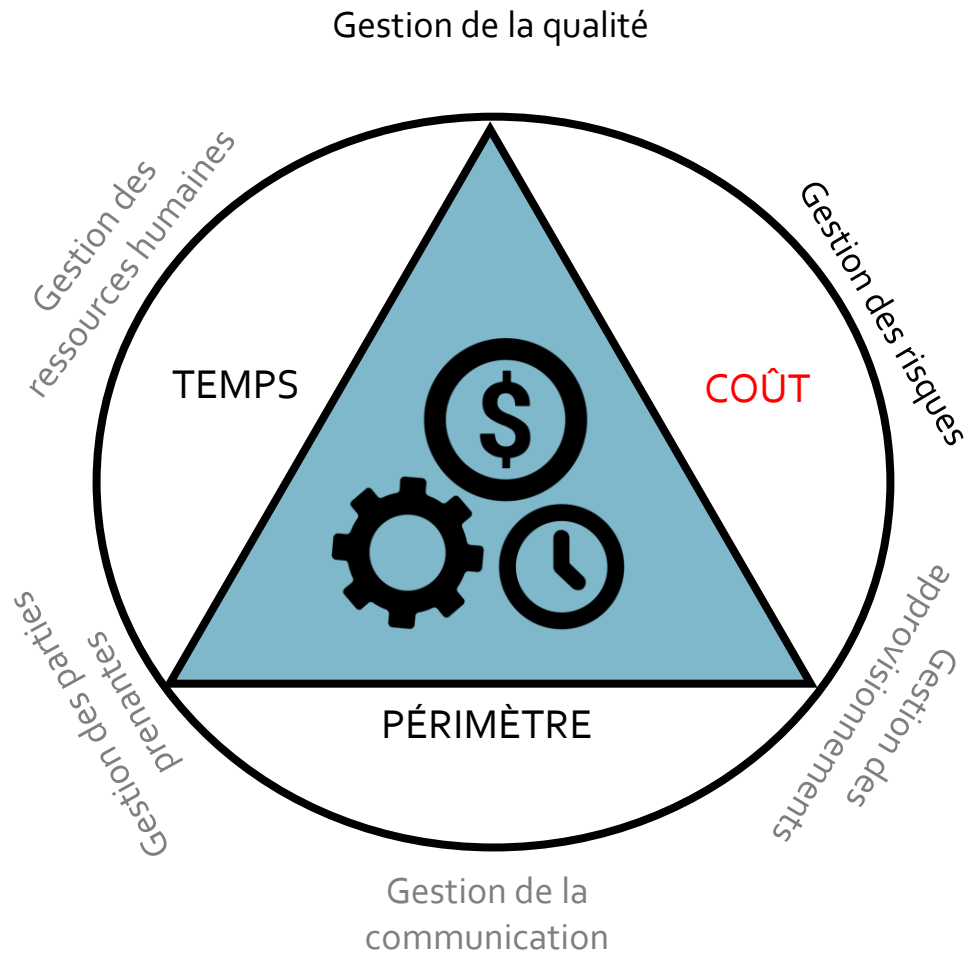 Gestion de la qualité
Gestion des
ressources humaines
Gestion des risques
TEMPS
COÛT
$
PÉRIMÈTRE
Gestion des parties
prenantes
Gestion des
approvisionnements
Gestion de la
communication